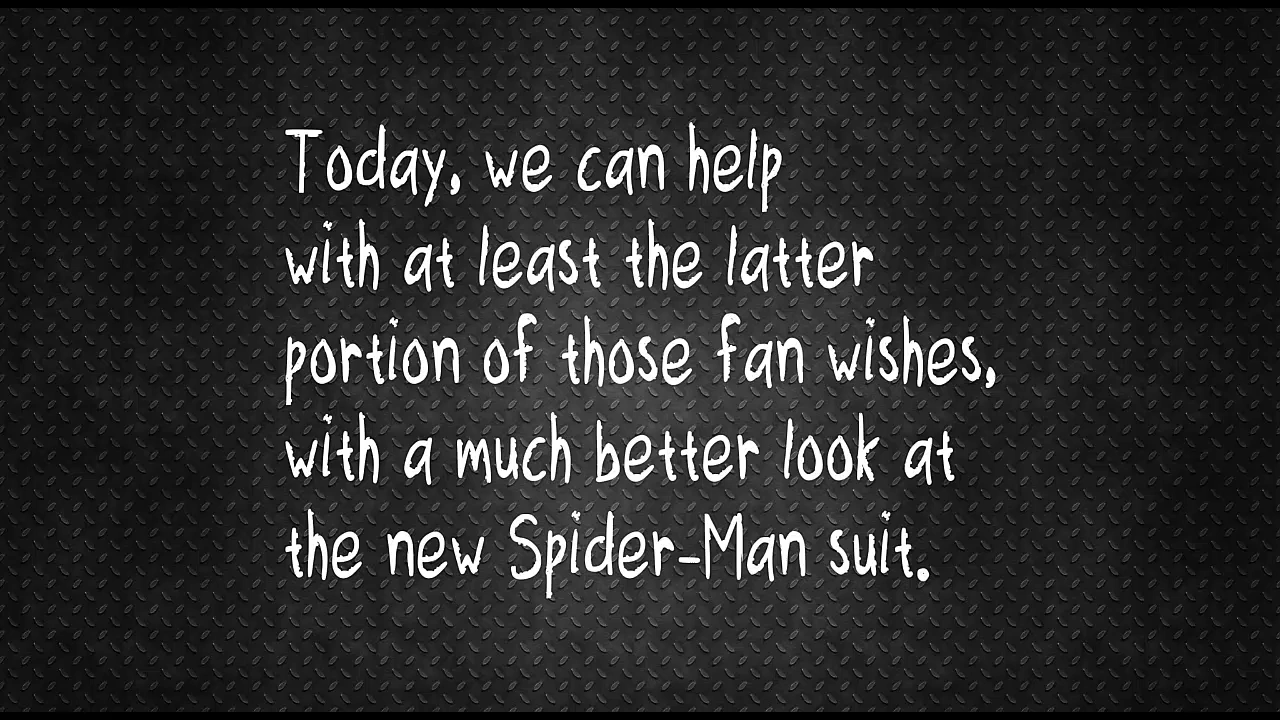 Today, we can help
with at least the latter
portion of those fan wishes,
with a much better look at
the new Spider-Man suit.